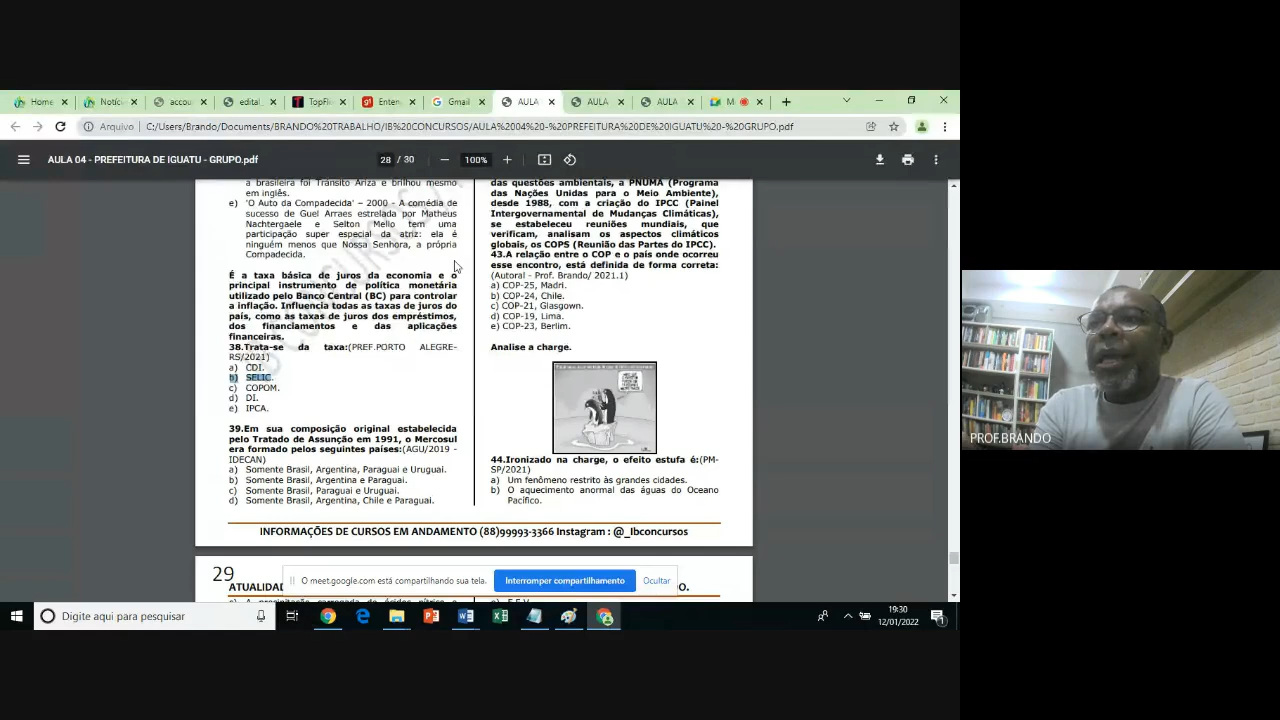 Home
Notíc
accou
edital
TopFl
Enten
Gmail
AULA
AULA
AULA
M
Arquivo
C:/Users/Brando/Documents/BRANDO%20TRABALHO/IB%20CONCURSOS/AULA%2004%20-%20PREFEITURA%20DE%20IGUATU%20-%20GRUPO.pdf
AULA 04 - PREFEITURA DE IGUATU - GRUPO.pdf
28 / 30
100%
a brasileira foi Trânsito Ariza e brilhou mesmo
em inglês.
e) 'O Auto da Compadecida' – 2000 - A comédia de
sucesso de Guel Arraes estrelada por Matheus
Nachtergaele e Selton Mello tem uma
participação super especial da atriz: ela é
ninguém menos que Nossa Senhora, a própria
Compadecida.
É a taxa básica de juros da economia e o
principal instrumento de política monetária
utilizado pelo Banco Central (BC) para controlar
a inflação. Influencia todas as taxas de juros do
país, como as taxas de juros dos empréstimos,
dos financiamentos e das aplicações
financeiras.
38.Trata-se da taxa:(PREF.PORTO ALEGRE-
RS/2021)
a) CDI.
b) SELIC.
c) COPOM.
d) DI.
e) IPCA.
39.Em sua composição original estabelecida
pelo Tratado de Assunção em 1991, o Mercosul
era formado pelos seguintes países:(AGU/2019 -
IDECAN)
a) Somente Brasil, Argentina, Paraguai e Uruguai.
b) Somente Brasil, Argentina e Paraguai.
c) Somente Brasil, Paraguai e Uruguai.
d) Somente Brasil, Argentina, Chile e Paraguai.
das questões ambientais, a PNUMA (Programa
das Nações Unidas para o Meio Ambiente),
desde 1988, com a criação do IPCC (Painel
Intergovernamental de Mudanças Climáticas),
se estabeleceu reuniões mundiais, que
verificam, analisam os aspectos climáticos
globais, os COPS (Reunião das Partes do IPCC).
43.A relação entre o COP e o país onde ocorreu
esse encontro, está definida de forma correta:
(Autoral - Prof. Brando/ 2021.1)
a) COP-25, Madri.
b) COP-24, Chile.
c) COP-21, Glasgown.
d) COP-19, Lima.
e) COP-23, Berlim.
Analise a charge.
44.Ironizado na charge, o efeito estufa é:(PM-
SP/2021)
a) Um fenômeno restrito às grandes cidades.
b) O aquecimento anormal das águas do Oceano
Pacífico.
INFORMAÇÕES DE CURSOS EM ANDAMENTO (88)99993-3366 Instagram : @_Ibconcursos
29
ATUALIDAD
O.
O meet.google.com está compartilhando sua tela.
Interromper compartilhamento
Ocultar
Digite aqui para pesquisar
19:30
12/01/2022
PROF.BRANDO